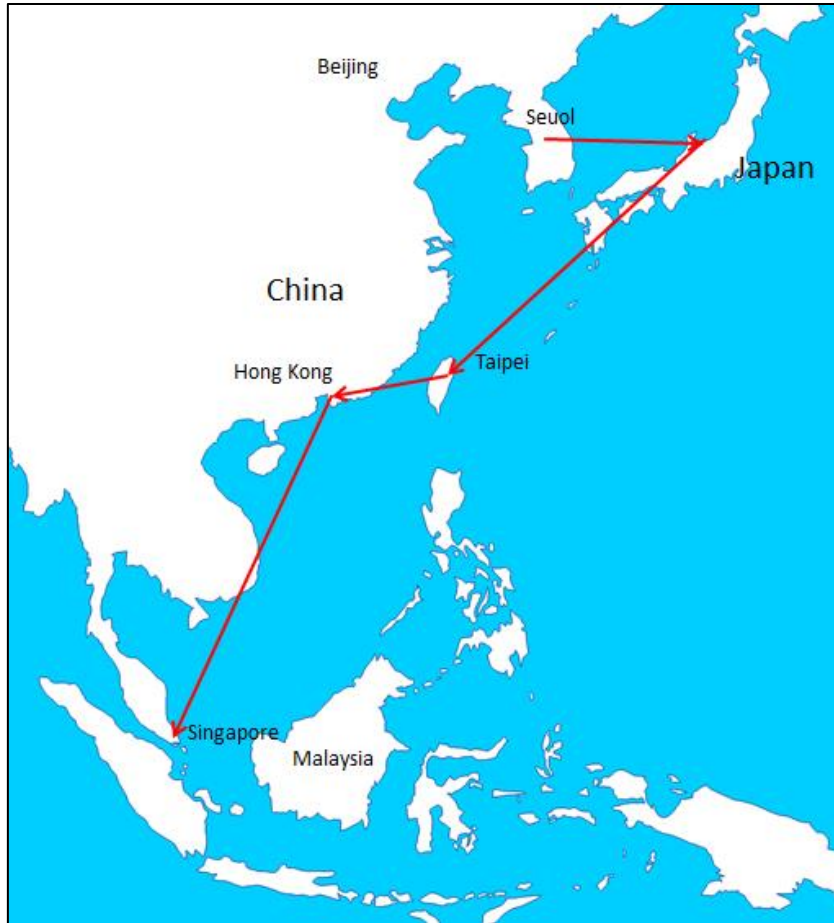 Beijing
Seuol
Japan
China
Taipei
Hong Kong
Singapore
Malaysia